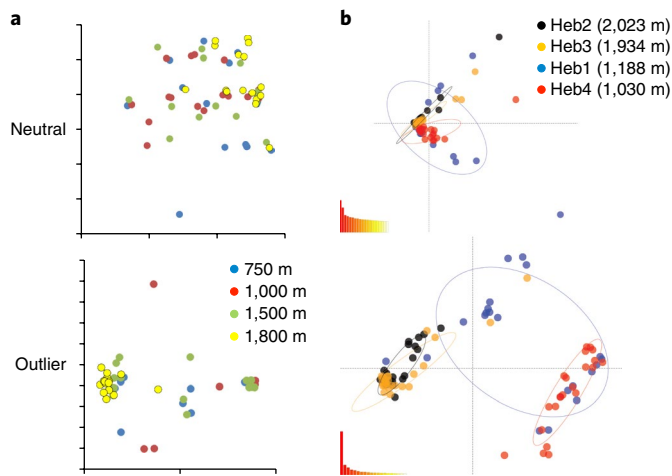 a
b
Heb2 (2,023 m)
Heb3 (1,934 m)
Heb1 (1,188 m)
Heb4 (1,030 m)
Neutral
750 m
1,000 m
1,500 m
1,800 m
Outlier